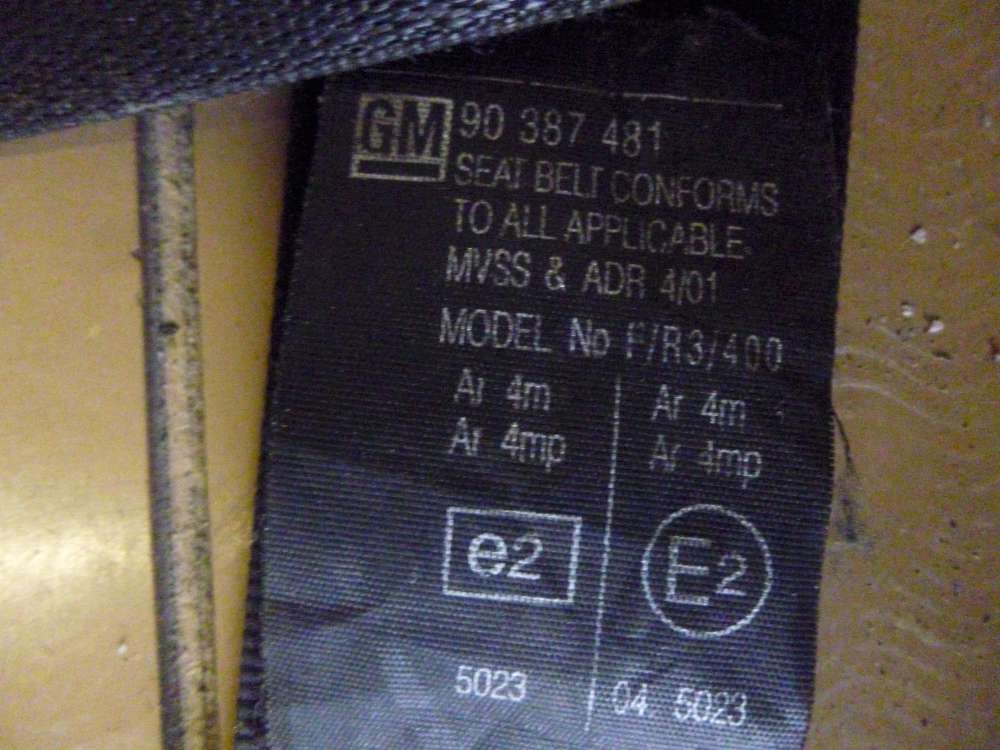 GM 90 387 481
SEAT BELT CONFORMS
TO ALL APPLICABLE
MVSS & ADR 4/01
MODEL No F/R3/400
Ar 4m Ar 4m
Ar 4mp Ar 4mp
e2 E2
5023 04 5023